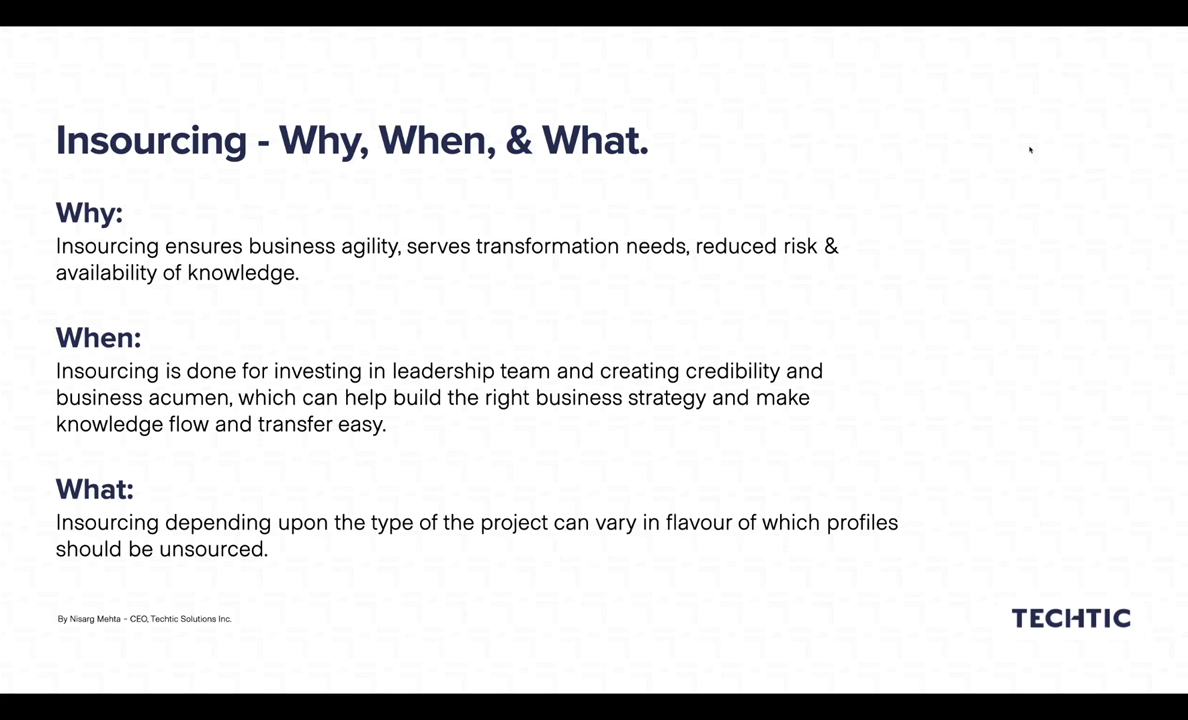 Insourcing - Why, When, & What.
Why:
Insourcing ensures business agility, serves transformation needs, reduced risk &
availability of knowledge.
When:
Insourcing is done for investing in leadership team and creating credibility and
business acumen, which can help build the right business strategy and make
knowledge flow and transfer easy.
What:
Insourcing depending upon the type of the project can vary in flavour of which profiles
should be unsourced.
By Nisarg Mehta - CEO, Techtic Solutions Inc.
TECHTIC